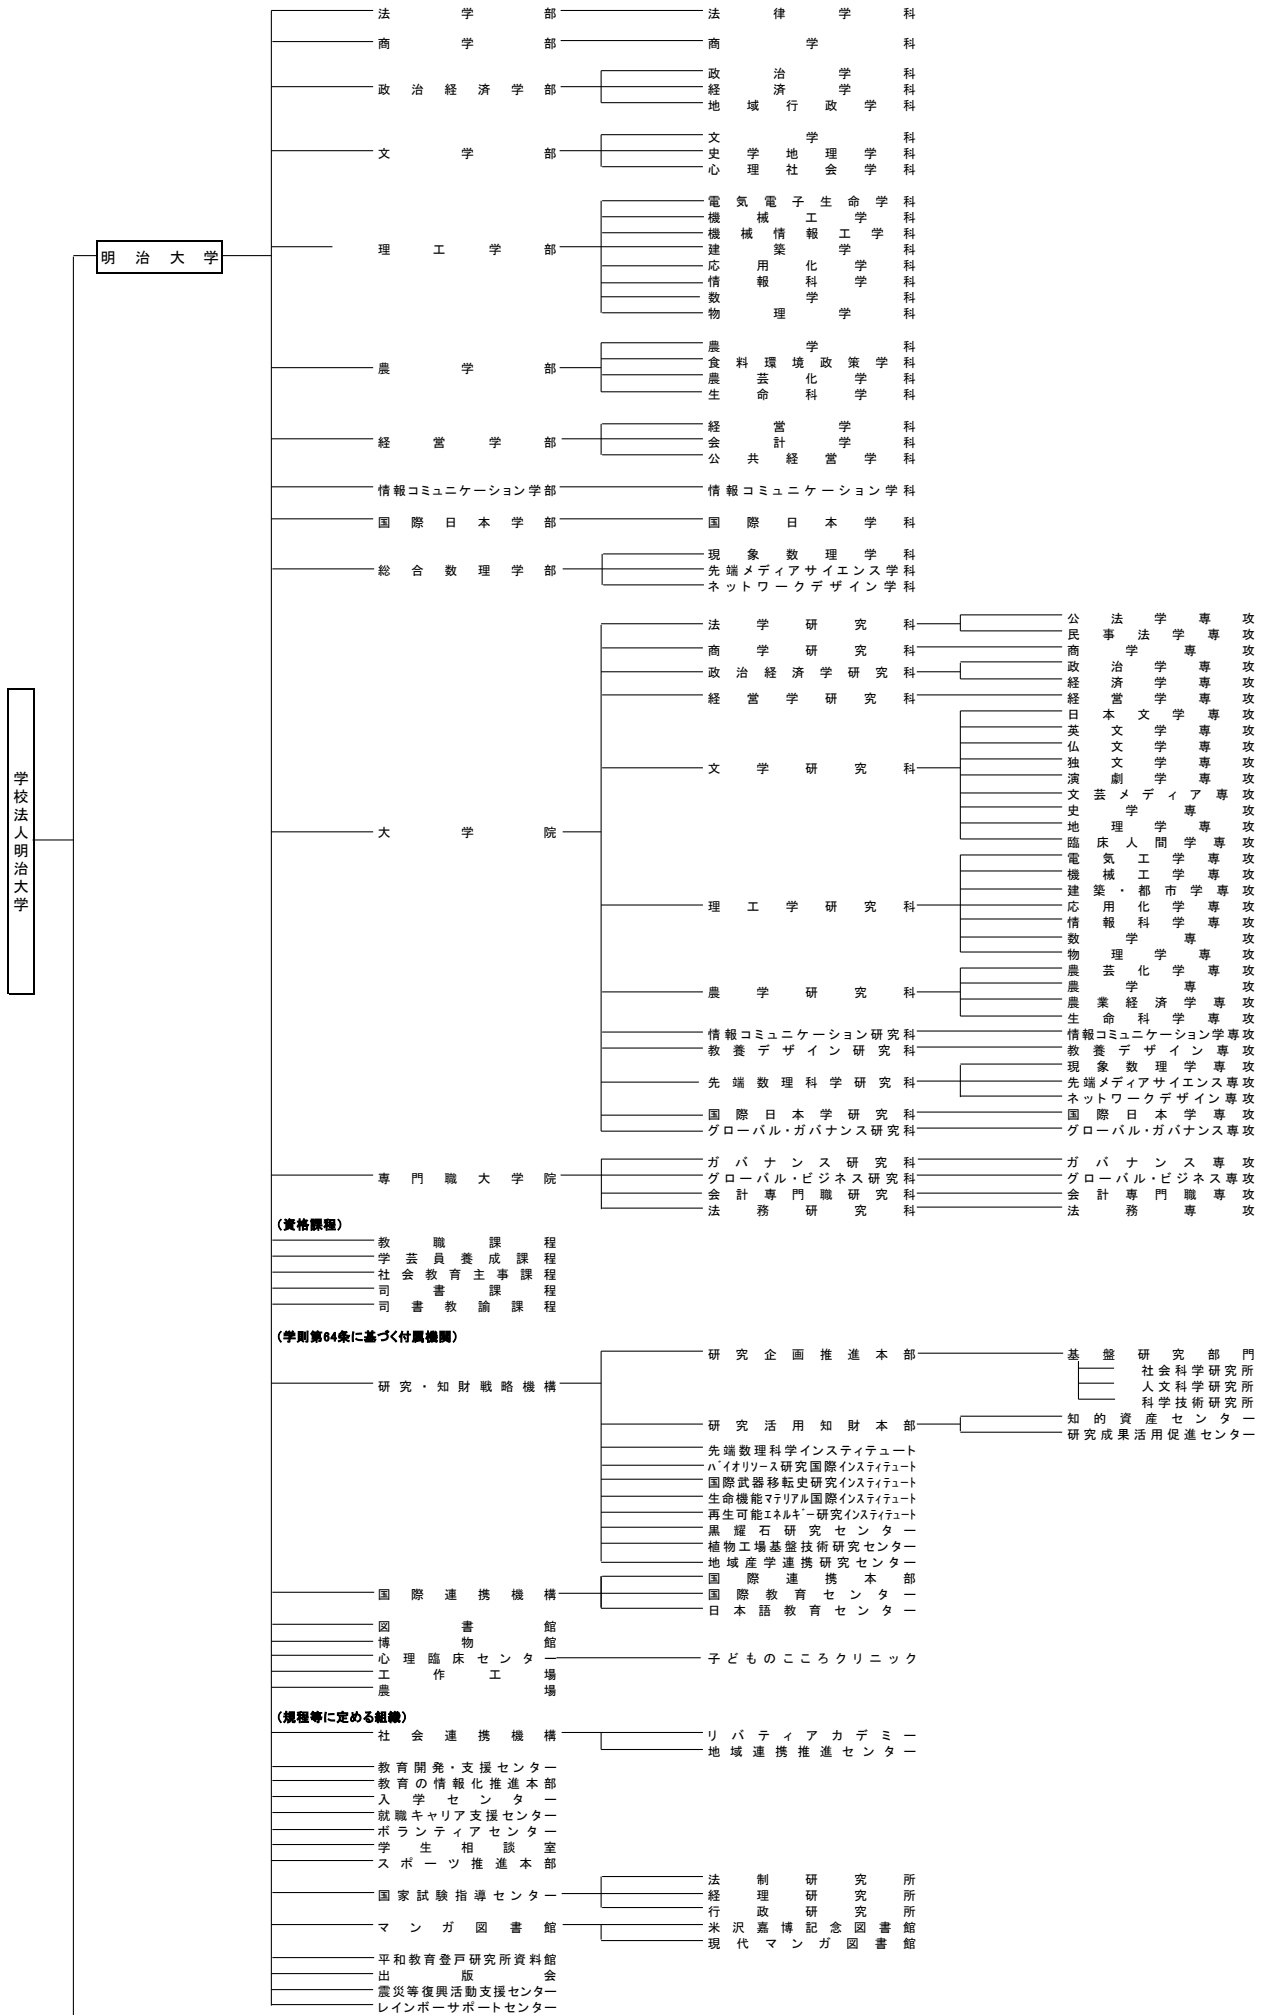 法学部 法律学科
商学部 商学科
政治学科
政治経済学部 経済学科
地域行政学科
文学科
文学部 史学地理学科
心理社会学科
電気電子生命学科
機械工学科
機械情報工学科
明治大学 理工学部 建築学科
応用化学科
情報科学科
数学科
物理学科
農学科
農学部 食料環境政策学科
農芸化学科
生命科学科
経営学科
経営学部 会計学科
公共経営学科
情報コミュニケーション学部 情報コミュニケーション学科
国際日本学部 国際日本学科
現象数理学科
総合数理学部 先端メディアサイエンス学科
ネットワークデザイン学科
法学研究科 公法学専攻
民事法学専攻
商学研究科 商学専攻
政治経済学研究科 政治学専攻
経済学専攻
経営学研究科 経営学専攻
日本文学専攻
英文学専攻
仏文学専攻
文学研究科 独文学専攻
演劇学専攻
文芸メディア専攻
史学専攻
学校法人明治大学
大学院 地理学専攻
臨床人間学専攻
電気工学専攻
機械工学専攻
建築・都市学専攻
理工学研究科 応用化学専攻
情報科学専攻
数学専攻
物理学専攻
農芸化学専攻
農学研究科 農学専攻
農業経済学専攻
生命科学専攻
情報コミュニケーション研究科 情報コミュニケーション学専攻
教養デザイン研究科 教養デザイン専攻
現象数理学専攻
先端数理科学研究科 先端メディアサイエンス専攻
ネットワークデザイン専攻
国際日本学研究科 国際日本学専攻
グローバル・ガバナンス研究科 グローバル・ガバナンス専攻
ガバナンス研究科 ガバナンス専攻
専門職大学院 グローバル・ビジネス研究科 グローバル・ビジネス専攻
会計専門職研究科 会計専門職専攻
法務研究科 法務専攻
(資格課程)
教職課程
学芸員養成課程
社会教育主事課程
司書課程
司書教諭課程
(学則第64条に基づく付属機関)
研究企画推進本部 基盤研究部門
社会科学研究所
研究・知財戦略機構 人文科学研究所
科学技術研究所
研究活用知財本部 知的資産センター
研究成果活用促進センター
先端数理科学インスティテュート
バイオリソース研究国際インスティテュート
国際武器移転史研究インスティテュート
生命機能マテリアル国際インスティテュート
再生可能エネルギー研究インスティテュート
黒耀石研究センター
植物工場基盤技術研究センター
地域産学連携研究センター
国際連携本部
国際連携機構 国際教育センター
日本語教育センター
図書館
博物館
心理臨床センター 子どものこころクリニック
工作工場
農場
(規程等に定める組織)
社会連携機構 リバティアカデミー
地域連携推進センター
教育開発・支援センター
教育の情報化推進本部
入学センター
就職キャリア支援センター
ボランティアセンター
学生相談室
スポーツ推進本部
法制研究所
国家試験指導センター 経理研究所
行政研究所
マンガ図書館 米沢嘉博記念図書館
現代マンガ図書館
平和教育登戸研究所資料館
出版会
震災等復興活動支援センター
レインボーサポートセンター